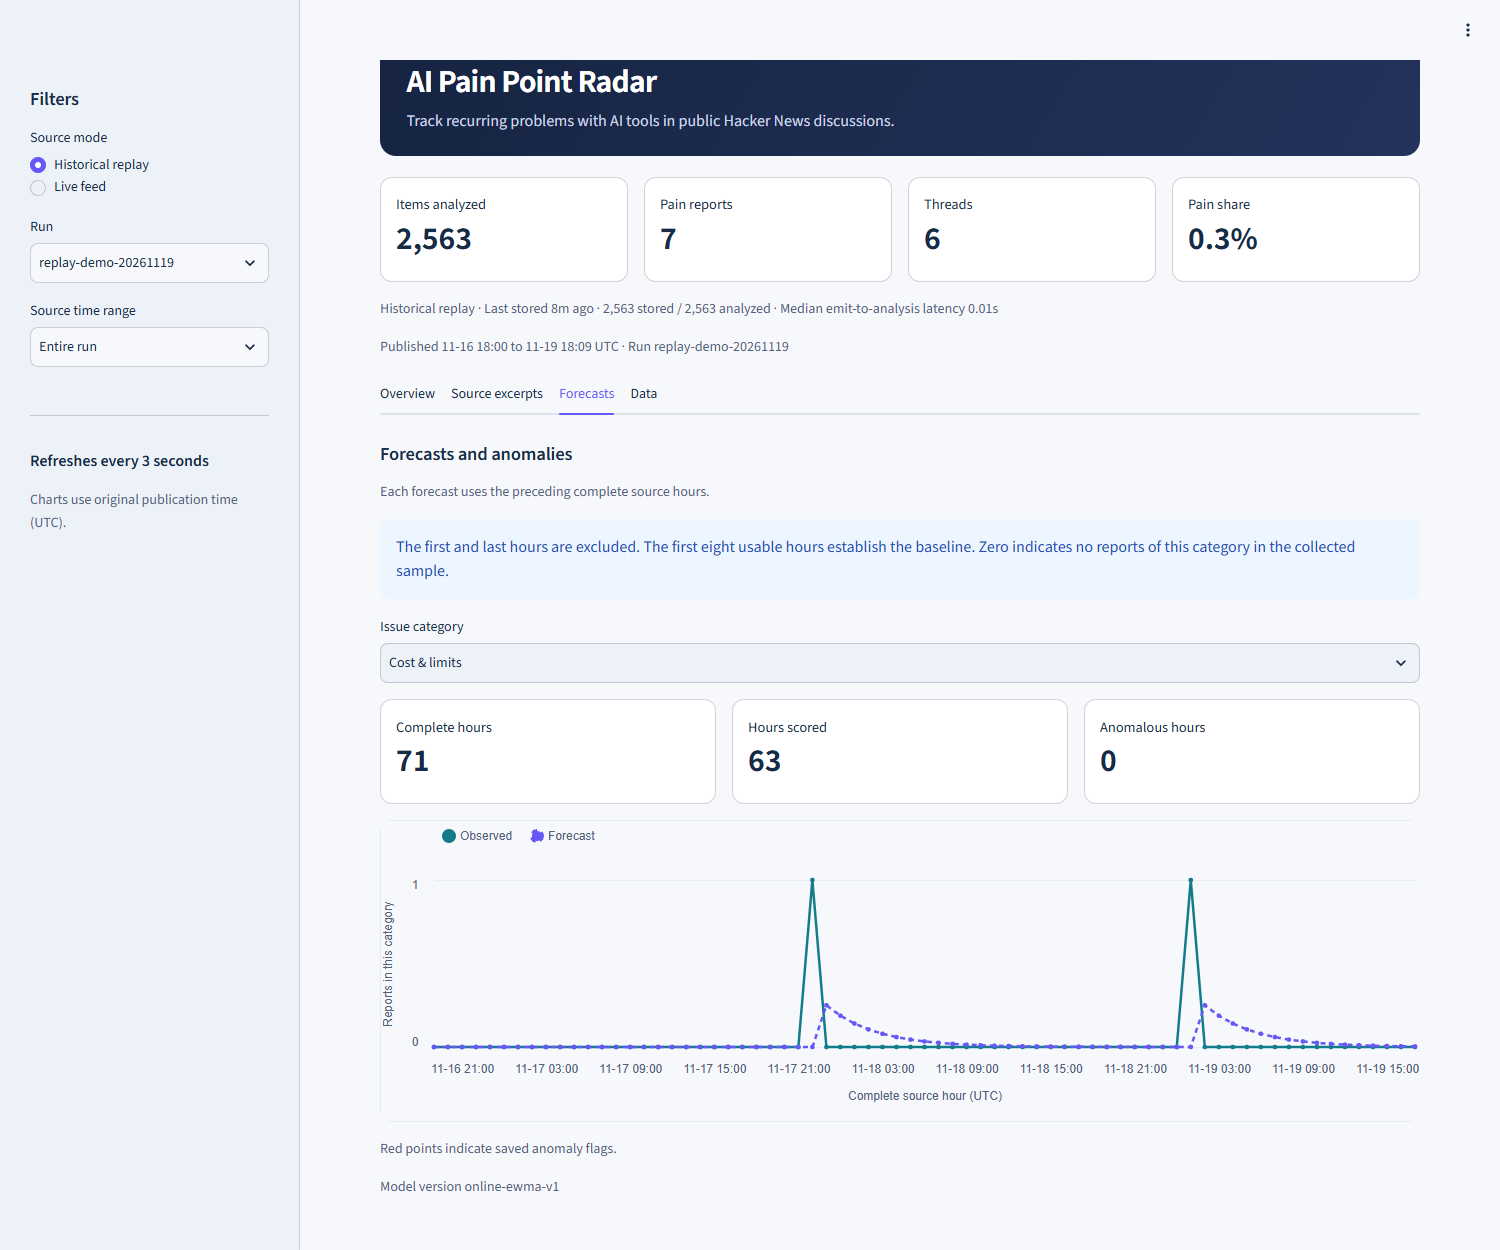 Filters
Source mode
Historical replay
Live feed
Run
replay-demo-20261119
Source time range
Entire run
Refreshes every 3 seconds
Charts use original publication time
(UTC).
AI Pain Point Radar
Track recurring problems with AI tools in public Hacker News discussions.
Items analyzed
2,563
Pain reports
7
Threads
6
Pain share
0.3%
Historical replay · Last stored 8m ago · 2,563 stored / 2,563 analyzed · Median emit-to-analysis latency 0.01s
Published 11-16 18:00 to 11-19 18:09 UTC · Run replay-demo-20261119
Overview Source excerpts Forecasts Data
Forecasts and anomalies
Each forecast uses the preceding complete source hours.
The first and last hours are excluded. The first eight usable hours establish the baseline. Zero indicates no reports of this category in the collected
sample.
Issue category
Cost & limits
Complete hours
71
Hours scored
63
Anomalous hours
0
Observed Forecast
Reports in this category
1
0
11-16 21:00 11-17 03:00 11-17 09:00 11-17 15:00 11-17 21:00 11-18 03:00 11-18 09:00 11-18 15:00 11-18 21:00 11-19 03:00 11-19 09:00 11-19 15:00
Complete source hour (UTC)
Red points indicate saved anomaly flags.
Model version online-ewma-v1